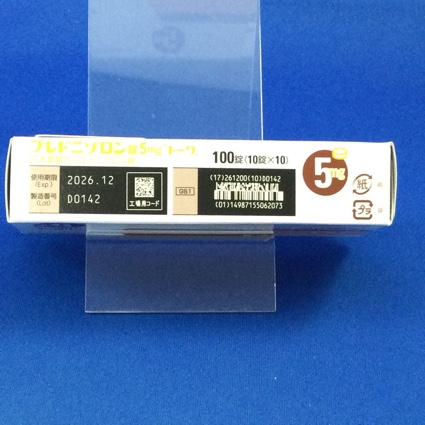 プレドニゾロン錠5mg「トーワ」
100錠(10錠×10)
使用期限
(Exp.)
2026.12
製造番号
(Lot)
D0142
工場用コード
GS1
(17)261200(10)D0142
(01)14987155062073
5mg
紙
プラ